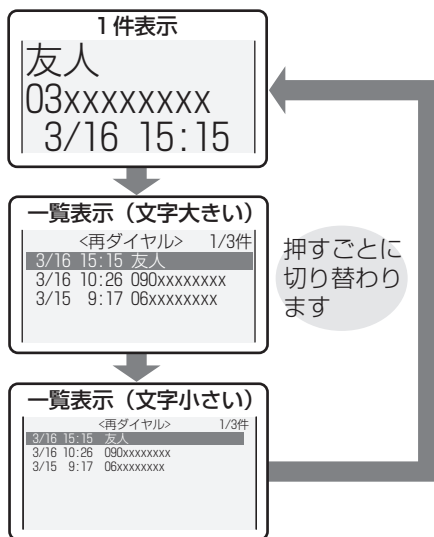 1件表示
友人
03xxxxxxxx
3/16 15:15
一覧表示（文字大きい）
<再ダイヤル> 1/3件
3/16 15:15 友人
3/16 10:26 090xxxxxxxx
3/15 9:17 06xxxxxxxx
押すごとに
切り替わり
ます
一覧表示（文字小さい）
<再ダイヤル> 1/3件
3/16 15:15 友人
3/16 10:26 090xxxxxxxx
3/15 9:17 06xxxxxxxx